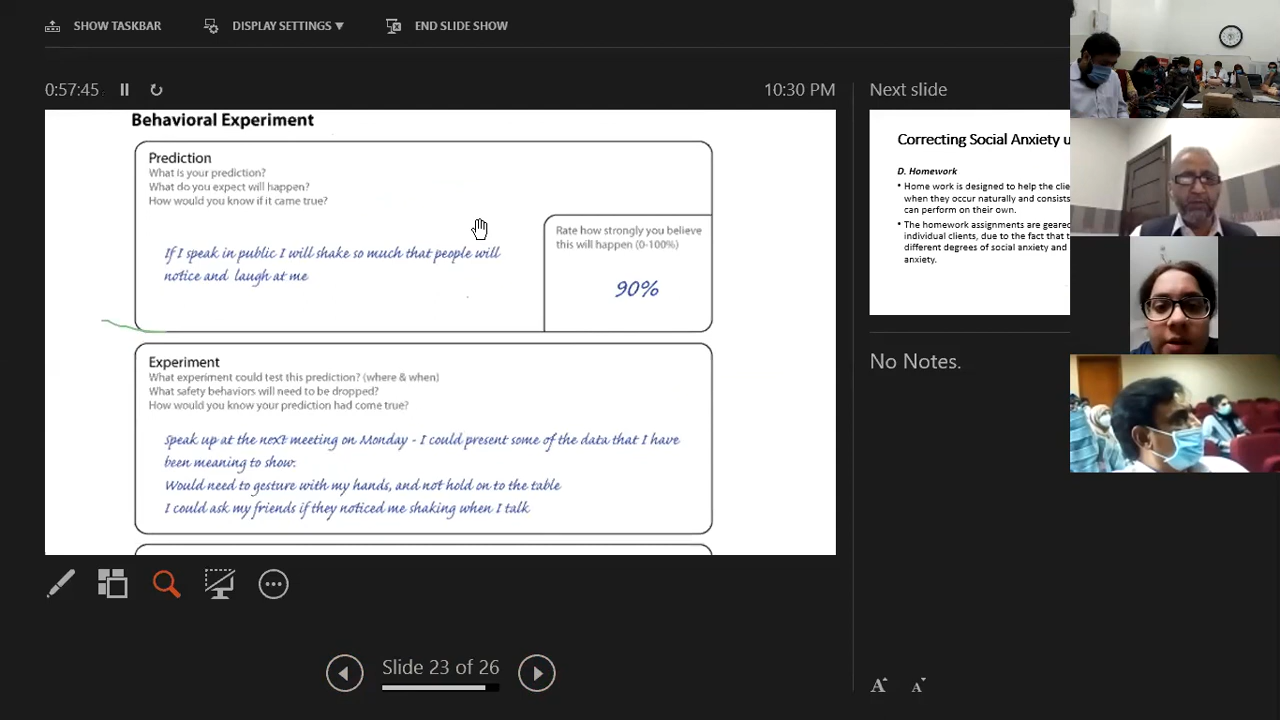 SHOW TASKBAR
DISPLAY SETTINGS
END SLIDE SHOW
0:57:45
10:30 PM
Behavioral Experiment
Prediction
What is your prediction?
What do you expect will happen?
How would you know if it came true?
If I speak in public I will shake so much that people will
notice and laugh at me
Rate how strongly you believe
this will happen (0-100%)
90%
Experiment
What experiment could test this prediction? (where & when)
What safety behaviors will need to be dropped?
How would you know your prediction had come true?
Speak up at the next meeting on Monday - I could present some of the data that I have
been meaning to show.
Would need to gesture with my hands, and not hold on to the table
I could ask my friends if they noticed me shaking when I talk
Slide 23 of 26
Next slide
Correcting Social Anxiety u
D. Homework
• Home work is designed to help the clie
when they occur naturally and consists
can perform on their own.
• The homework assignments are geared
individual clients, due to the fact that t
different degrees of social anxiety and
anxiety.
No Notes.
A A